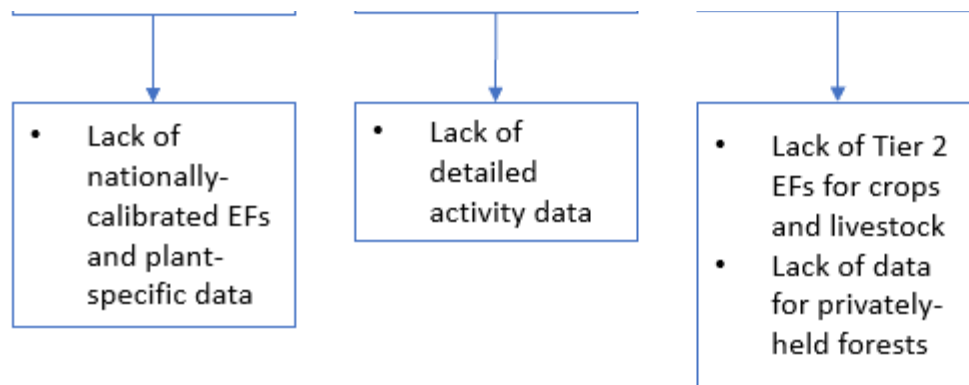 • Lack of
nationally-
calibrated EFs
and plant-
specific data
• Lack of
detailed
activity data
• Lack of Tier 2
EFs for crops
and livestock
• Lack of data
for privately-
held forests